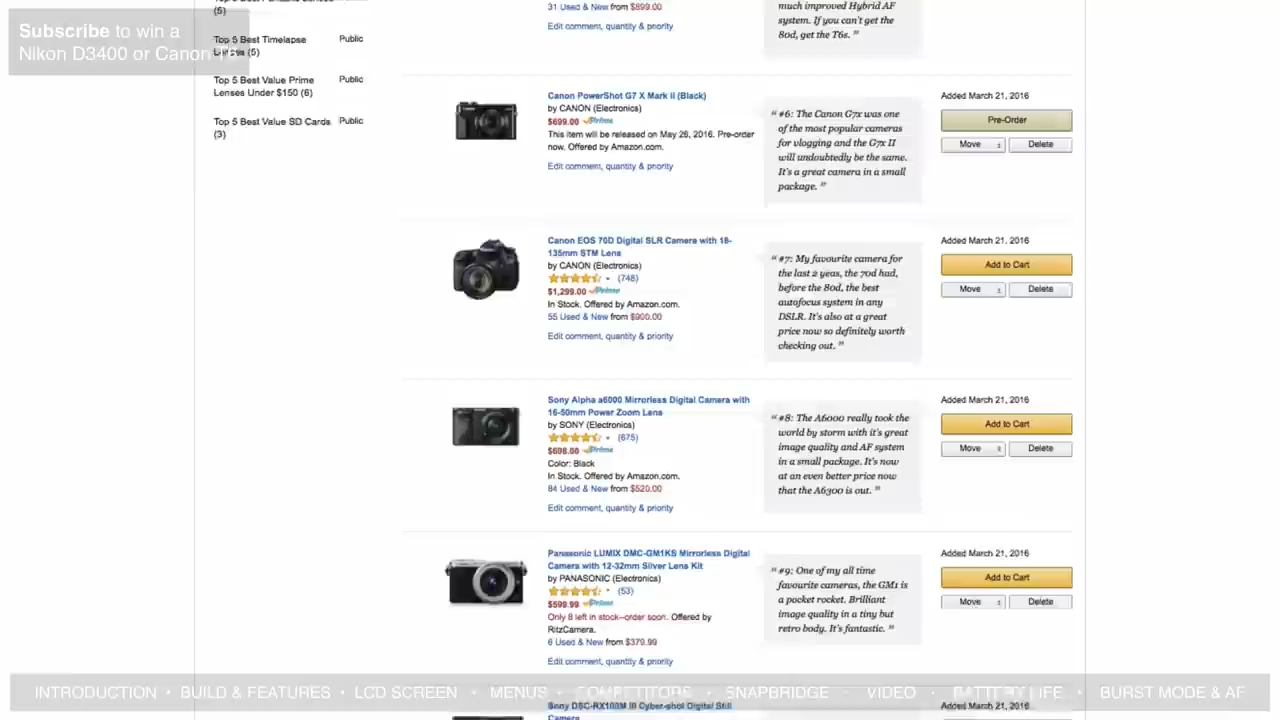 (5)
Subscribe to win a
Nikon D3400 or Canon T6
Top 5 Best Timelapse
Lenses (5)
Public
Top 5 Best Value Prime
Lenses Under $150 (6)
Public
Top 5 Best Value SD Cards
(3)
Public
31 Used & New from $899.00
Edit comment, quantity & priority
much improved Hybrid AF
system. If you can't get the
80d, get the T6s. ”
Canon PowerShot G7 X Mark II (Black)
by CANON (Electronics)
$699.00 Prime
This item will be released on May 26, 2016. Pre-order
now. Offered by Amazon.com.
Edit comment, quantity & priority
“ #6: The Canon G7x was one
of the most popular cameras
for vlogging and the G7x II
will undoubtedly be the same.
It's a great camera in a small
package. ”
Added March 21, 2016
Pre-Order
Move
Delete
Canon EOS 70D Digital SLR Camera with 18-
135mm STM Lens
by CANON (Electronics)
(748)
$1,299.00 Prime
In Stock. Offered by Amazon.com.
55 Used & New from $900.00
Edit comment, quantity & priority
“ #7: My favourite camera for
the last 2 years, the 70d had,
before the 80d, the best
autofocus system in any
DSLR. It's also at a great
price now so definitely worth
checking out. ”
Added March 21, 2016
Add to Cart
Move
Delete
Sony Alpha a6000 Mirrorless Digital Camera with
16-50mm Power Zoom Lens
by SONY (Electronics)
(675)
$698.00 Prime
Color: Black
In Stock. Offered by Amazon.com.
84 Used & New from $520.00
Edit comment, quantity & priority
“ #8: The A6000 really took the
world by storm with it's great
image quality and AF system
in a small package. It's now
at an even better price now
that the A6300 is out. ”
Added March 21, 2016
Add to Cart
Move
Delete
Panasonic LUMIX DMC-GM1KS Mirrorless Digital
Camera with 12-32mm Silver Lens Kit
by PANASONIC (Electronics)
(53)
$599.99 Prime
Only 8 left in stock--order soon. Offered by
RitzCamera.
6 Used & New from $379.99
Edit comment, quantity & priority
“ #9: One of my all time
favourite cameras, the GM1 is
a pocket rocket. Brilliant
image quality in a tiny but
retro body. It's fantastic. ”
Added March 21, 2016
Add to Cart
Move
Delete
INTRODUCTION • BUILD & FEATURES • LCD SCREEN • MENUS • COMPETITORS • SNAPBRIDGE • VIDEO • BATTERY LIFE • BURST MODE & AF
Sony DSC-RX100M III Cyber-shot Digital Still
Camera
Added March 21, 2016